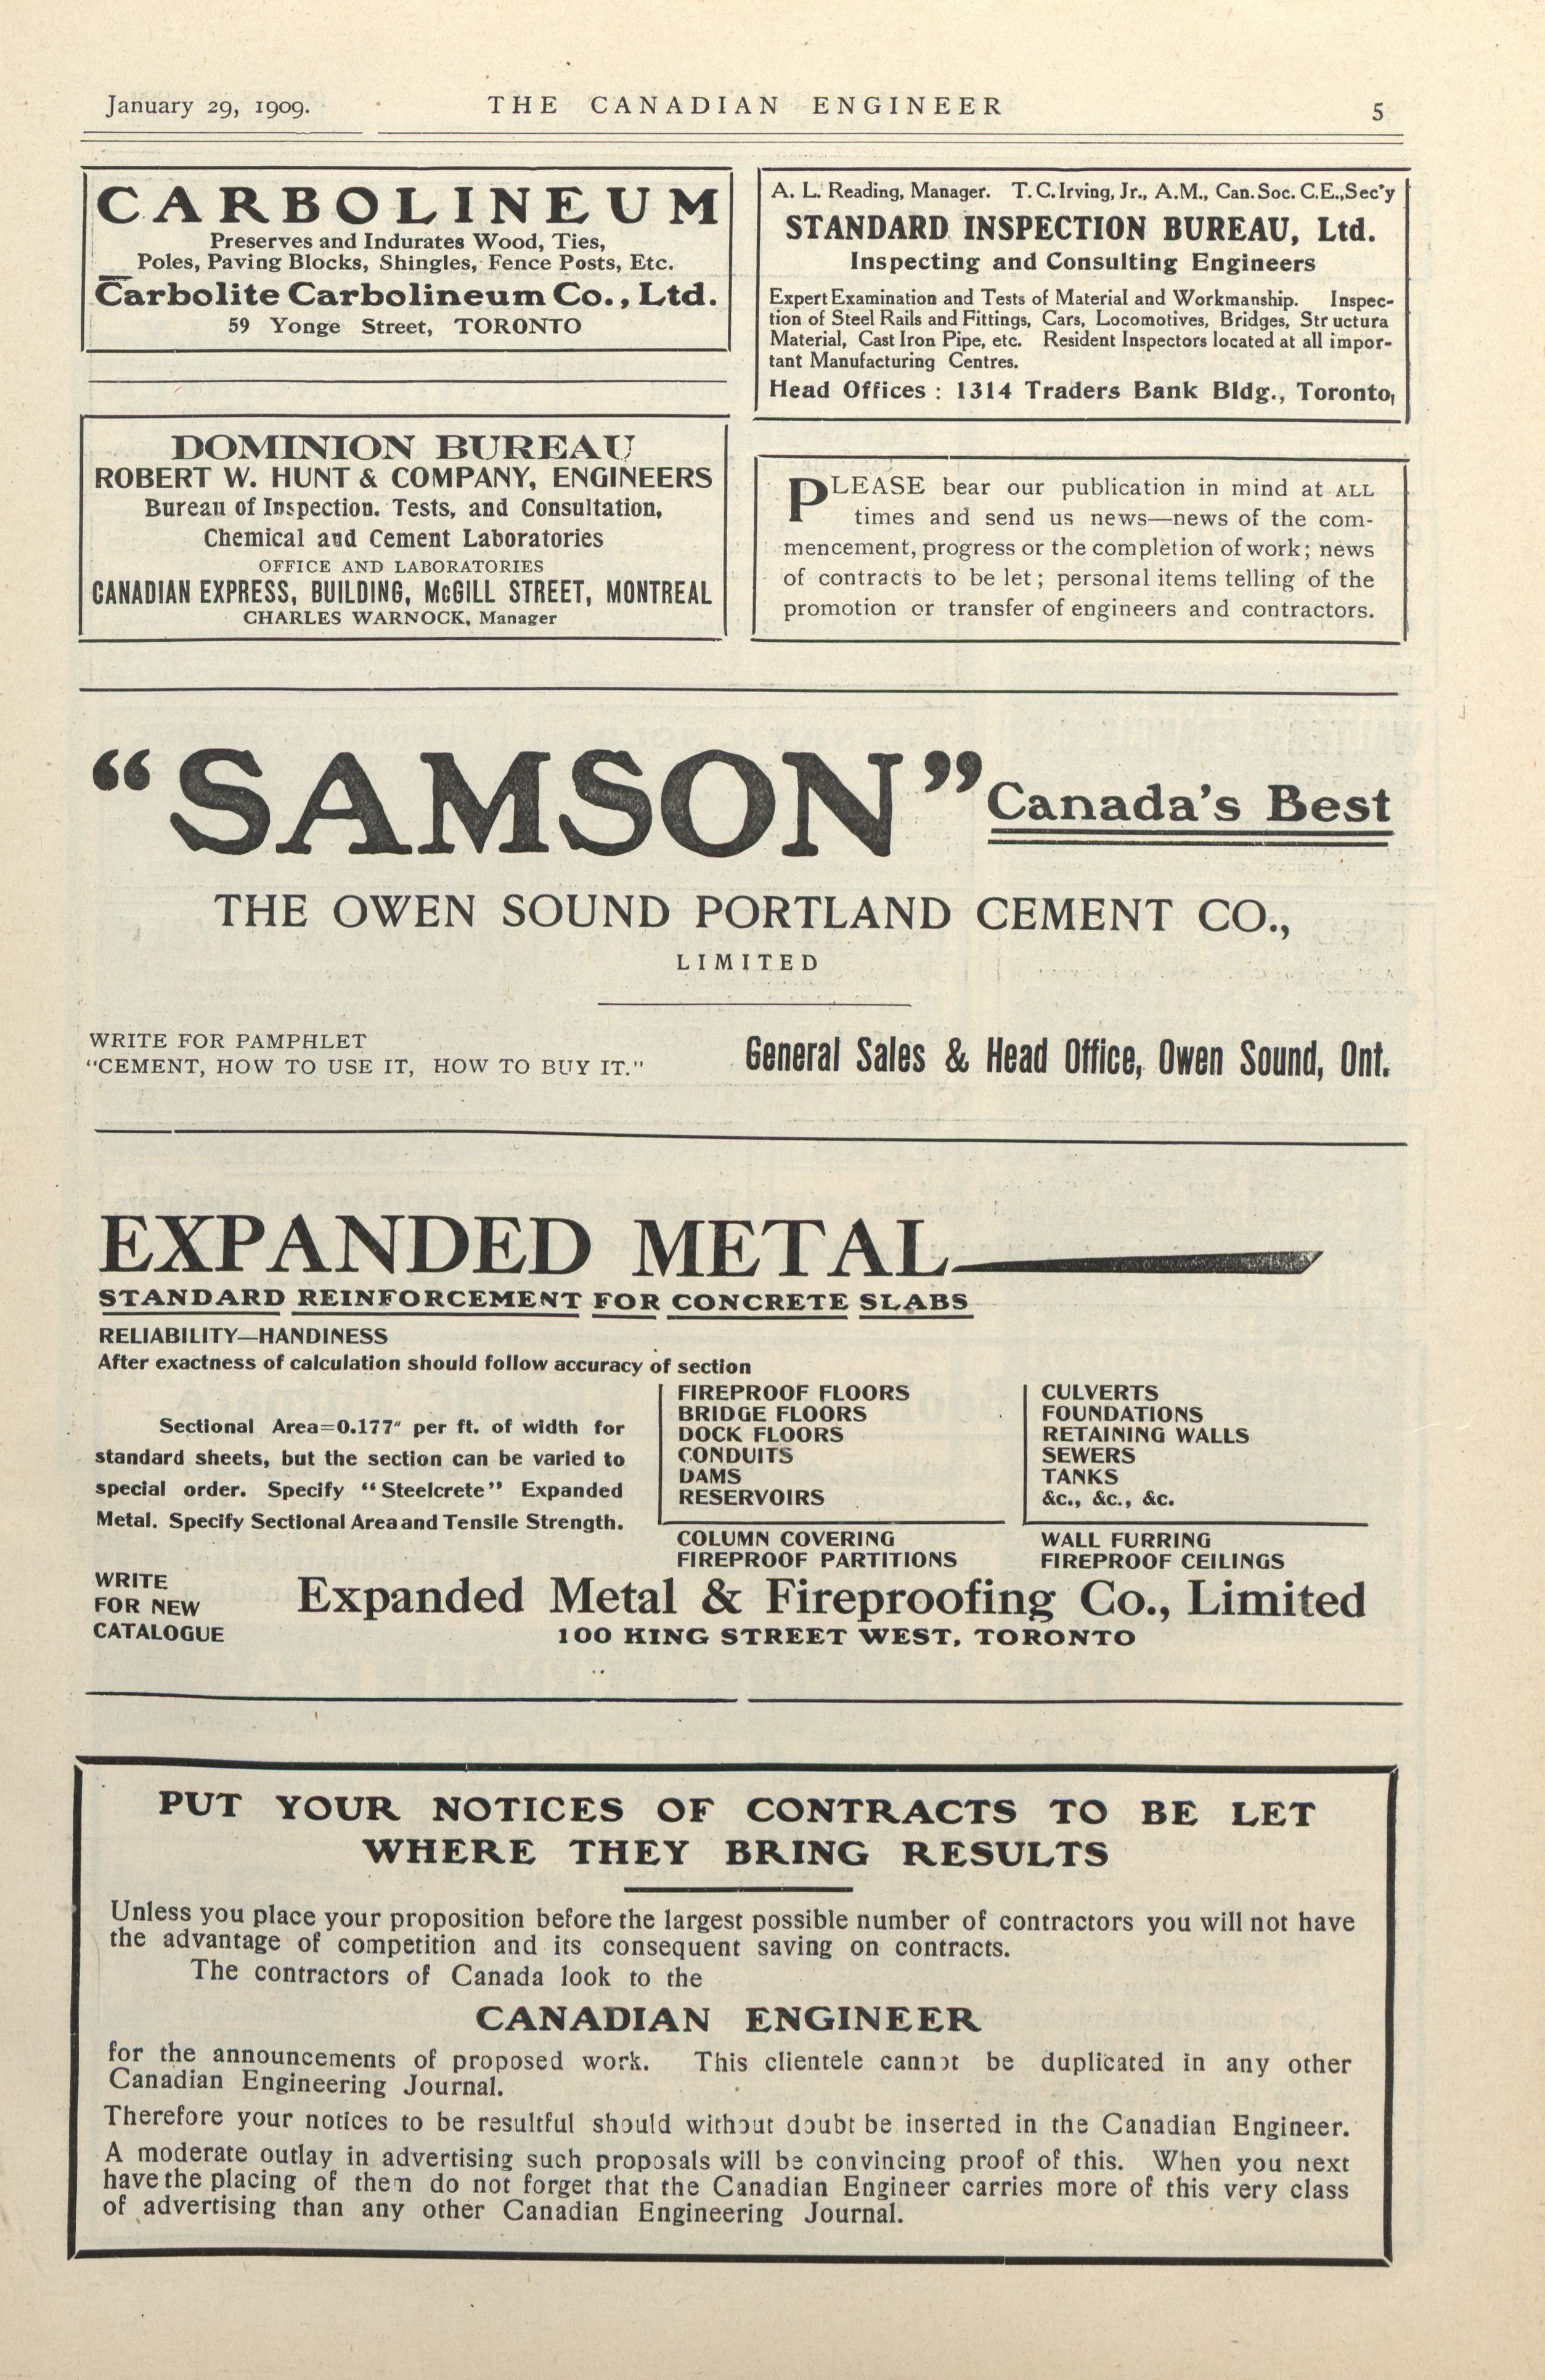 January 29, 1909.
THE CANADIAN ENGINEER
5
CARBOLINEUM
Preserves and Indurates Wood, Ties,
Poles, Paving Blocks, Shingles, Fence Posts, Etc.
Carbolite Carbolineum Co., Ltd.
59 Yonge Street, TORONTO
DOMINION BUREAU
ROBERT W. HUNT & COMPANY, ENGINEERS
Bureau of Inspection. Tests, and Consultation,
Chemical and Cement Laboratories
OFFICE AND LABORATORIES
CANADIAN EXPRESS, BUILDING, McGILL STREET, MONTREAL
CHARLES WARNOCK, Manager
A. L. Reading, Manager. T. C. Irving, Jr., A.M., Can. Soc. C.E., Sec'y
STANDARD INSPECTION BUREAU, Ltd.
Inspecting and Consulting Engineers
Expert Examination and Tests of Material and Workmanship. Inspec-
tion of Steel Rails and Fittings, Cars, Locomotives, Bridges, Structura
Material, Cast Iron Pipe, etc. Resident Inspectors located at all impor-
tant Manufacturing Centres.
Head Offices : 1314 Traders Bank Bldg., Toronto,
PLEASE bear our publication in mind at ALL
times and send us news—news of the com-
mencement, progress or the completion of work; news
of contracts to be let; personal items telling of the
promotion or transfer of engineers and contractors.
“SAMSON” Canada's Best
THE OWEN SOUND PORTLAND CEMENT CO.,
LIMITED
WRITE FOR PAMPHLET
“CEMENT, HOW TO USE IT, HOW TO BUY IT.”
General Sales & Head Office, Owen Sound, Ont.
EXPANDED METAL
STANDARD REINFORCEMENT FOR CONCRETE SLABS
RELIABILITY—HANDINESS
After exactness of calculation should follow accuracy of section
Sectional Area=0.177" per ft. of width for
standard sheets, but the section can be varied to
special order. Specify “Steelcrete” Expanded
Metal. Specify Sectional Area and Tensile Strength.
FIREPROOF FLOORS
BRIDGE FLOORS
DOCK FLOORS
CONDUITS
DAMS
RESERVOIRS
COLUMN COVERING
FIREPROOF PARTITIONS
CULVERTS
FOUNDATIONS
RETAINING WALLS
SEWERS
TANKS
&c., &c., &c.
WALL FURRING
FIREPROOF CEILINGS
WRITE
FOR NEW
CATALOGUE
Expanded Metal & Fireproofing Co., Limited
100 KING STREET WEST, TORONTO
PUT YOUR NOTICES OF CONTRACTS TO BE LET
WHERE THEY BRING RESULTS
Unless you place your proposition before the largest possible number of contractors you will not have
the advantage of competition and its consequent saving on contracts.
The contractors of Canada look to the
CANADIAN ENGINEER
for the announcements of proposed work. This clientele cannot be duplicated in any other
Canadian Engineering Journal.
Therefore your notices to be resultful should without doubt be inserted in the Canadian Engineer.
A moderate outlay in advertising such proposals will be convincing proof of this. When you next
have the placing of them do not forget that the Canadian Engineer carries more of this very class
of advertising than any other Canadian Engineering Journal.